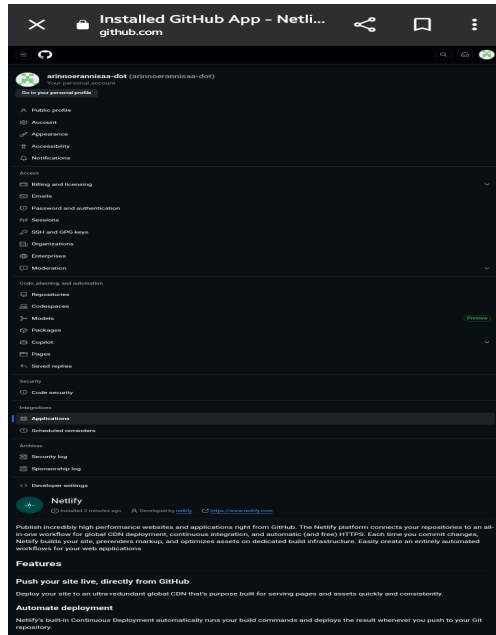 Installed GitHub App – Netli...
github.com
arinnoerannisaa-dot (arinnoerannisaa-dot)
Your personal account
Go to your personal profile
Public profile
Account
Appearance
Accessibility
Notifications
Access
Billing and licensing
Emails
Password and authentication
Sessions
SSH and GPG keys
Organizations
Enterprises
Moderation
Code, planning, and automation
Repositories
Codespaces
Models
Preview
Packages
Copilot
Pages
Saved replies
Security
Code security
Integrations
Applications
Scheduled reminders
Archives
Security log
Sponsorship log
<> Developer settings
Netlify
Installed 2 minutes ago Developed by netlify https://www.netlify.com
Publish incredibly high performance websites and applications right from GitHub. The Netlify platform connects your repositories to an all-
in-one workflow for global CDN deployment, continuous integration, and automatic (and free) HTTPS. Each time you commit changes,
Netlify builds your site, prerenders markup, and optimizes assets on dedicated build infrastructure. Easily create an entirely automated
workflows for your web applications
Features
Push your site live, directly from GitHub
Deploy your site to an ultra-redundant global CDN that's purpose built for serving pages and assets quickly and consistently.
Automate deployment
Netlify's built-in Continuous Deployment automatically runs your build commands and deploys the result whenever you push to your Git
repository.